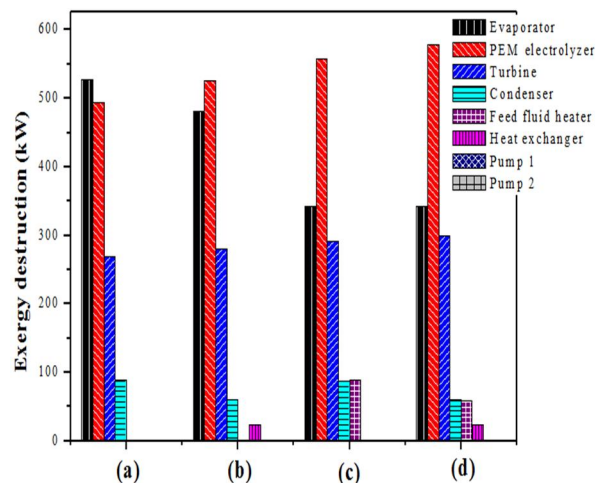 Exergy destruction (kW)
600
500
400
300
200
100
0
Evaporator
PEM electrolyzer
Turbine
Condenser
Feed fluid heater
Heat exchanger
Pump 1
Pump 2
(a) (b) (c) (d)